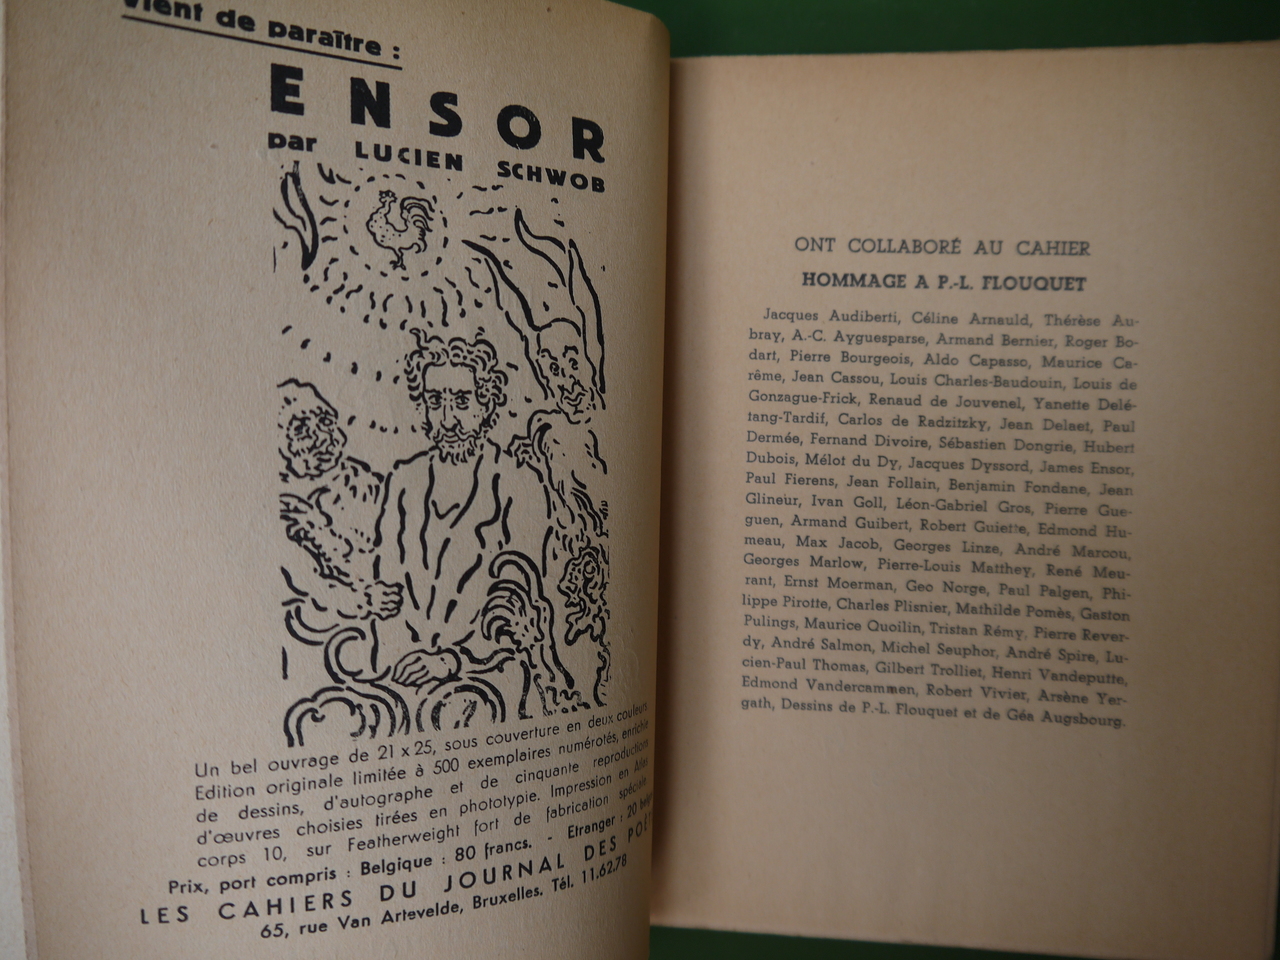 Vient de paraître :
ENSOR
par LUCIEN SCHWOB
Un bel ouvrage de 21 x 25, sous couverture en deux couleurs
Edition originale limitée à 500 exemplaires numérotés, enrichie
de dessins, d'autographe et de cinquante reproductions
d'œuvres choisies tirées en phototypie. Impression en
corps 10, sur Featherweight fort de fabrication spéciale
Prix, port compris : Belgique : 80 francs. - Etranger : 20
LES CAHIERS DU JOURNAL DES
65, rue Van Artevelde, Bruxelles. Tél. 11.62.78
ONT COLLABORÉ AU CAHIER
HOMMAGE A P.-L. FLOUQUET
Jacques Audiberti, Céline Arnauld, Thérèse Au-
bray, A.-C. Ayguesparse, Armand Bernier, Roger Bo-
dart, Pierre Bourgeois, Aldo Capasso, Maurice Ca-
rême, Jean Cassou, Louis Charles-Baudouin, Louis de
Gonzague-Frick, Renaud de Jouvenel, Yanette Delé-
tang-Tardif, Carlos de Radzitzky, Jean Delaet, Paul
Dermée, Fernand Divoire, Sébastien Dongrie, Hubert
Dubois, Mélot du Dy, Jacques Dyssord, James Ensor,
Paul Fierens, Jean Follain, Benjamin Fondane, Jean
Glineur, Ivan Goll, Léon-Gabriel Gros, Pierre Gue-
guen, Armand Guibert, Robert Guiette, Edmond Hu-
meau, Max Jacob, Georges Linze, André Marcou,
Georges Marlow, Pierre-Louis Matthey, René Meu-
rant, Ernst Moerman, Geo Norge, Paul Palgen, Phi-
lippe Pirotte, Charles Plisnier, Mathilde Pomès, Gaston
Pulings, Maurice Quoilin, Tristan Rémy, Pierre Rever-
dy, André Salmon, Michel Seuphor, André Spire, Lu-
cien-Paul Thomas, Gilbert Trolliet, Henri Vandeputte,
Edmond Vandercammen, Robert Vivier, Arsène Yer-
gath, Dessins de P.-L. Flouquet et de Géa Augsbourg.